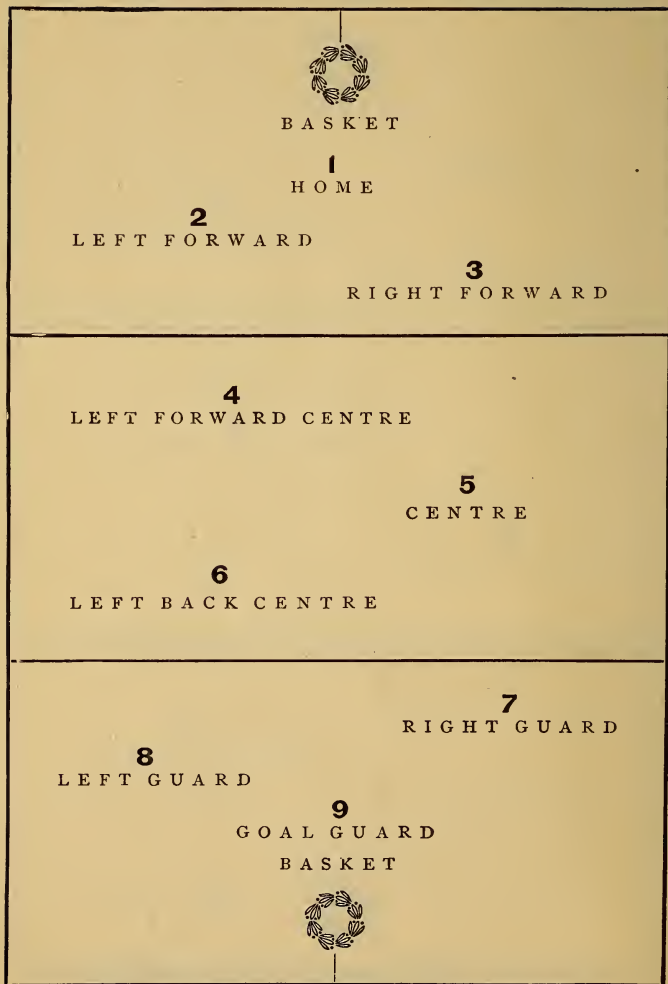 BASKET
1
HOME
2
LEFT FORWARD
3
RIGHT FORWARD
4
LEFT FORWARD CENTRE
5
CENTRE
6
LEFT BACK CENTRE
7
RIGHT GUARD
8
LEFT GUARD
9
GOAL GUARD
BASKET